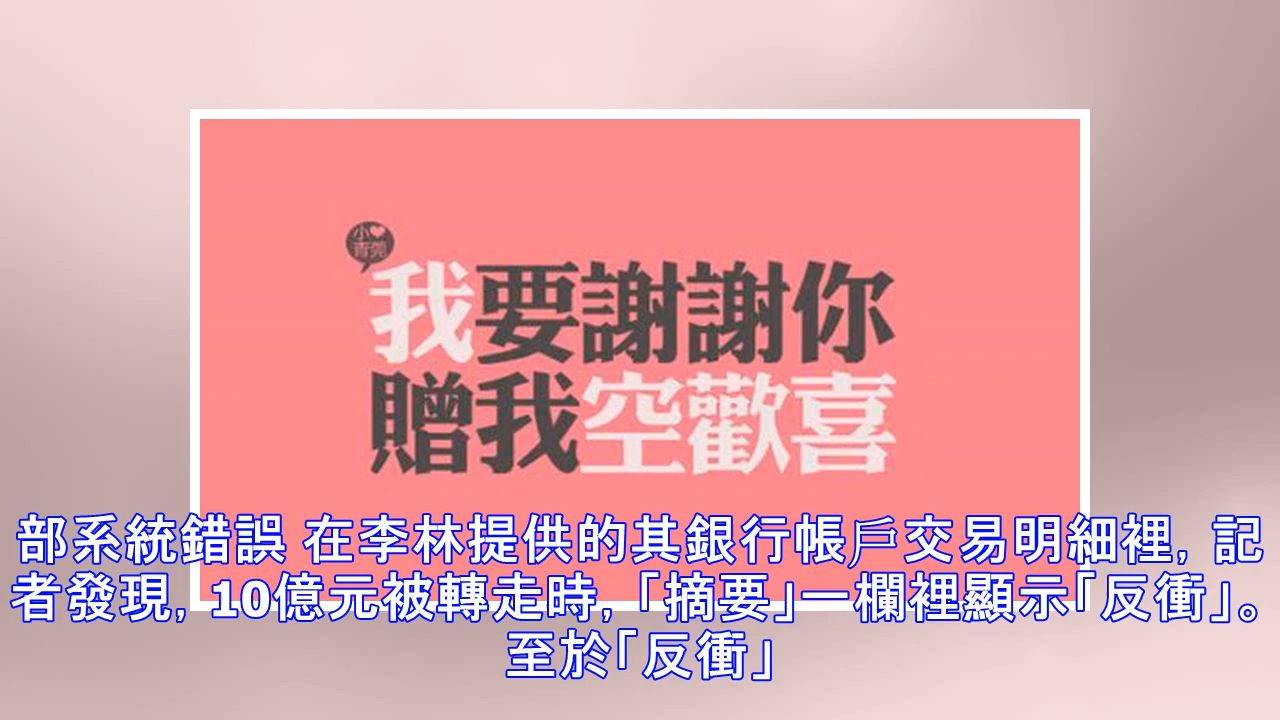 小
青莞
我要謝謝你
贈我空歡喜
部系統錯誤 在李林提供的其銀行帳戶交易明細裡, 記
者發現, 10億元被轉走時,「摘要」一欄裡顯示「反衝」。
至於「反衝」